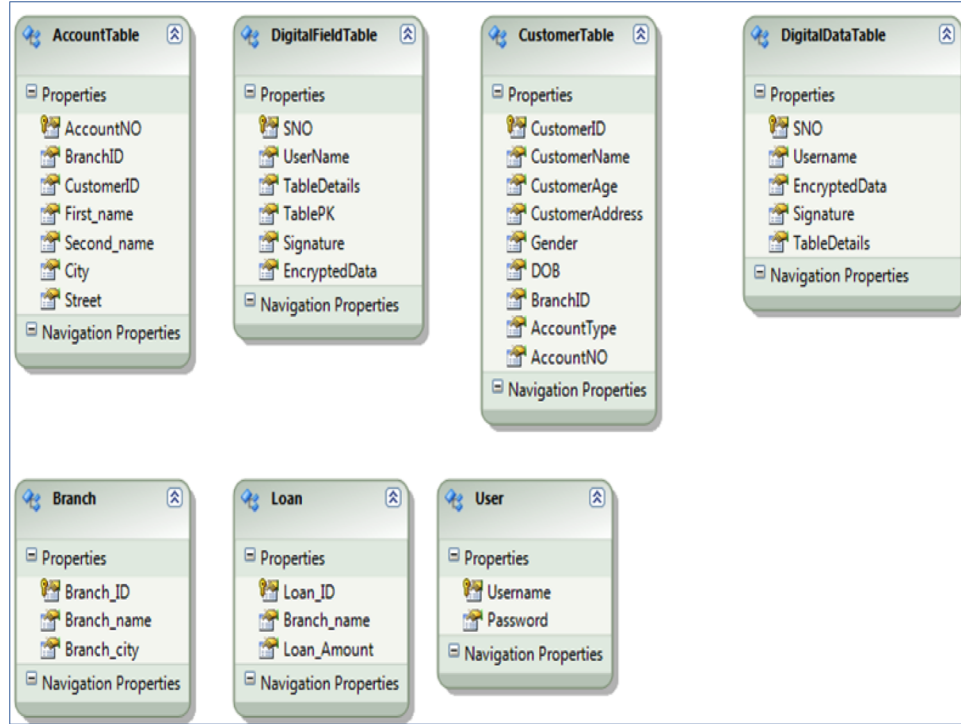 AccountTable
Properties
AccountNO
BranchID
CustomerID
First_name
Second_name
City
Street
Navigation Properties
DigitalFieldTable
Properties
SNO
UserName
TableDetails
TablePK
Signature
EncryptedData
Navigation Properties
CustomerTable
Properties
CustomerID
CustomerName
CustomerAge
CustomerAddress
Gender
DOB
BranchID
AccountType
AccountNO
Navigation Properties
DigitalDataTable
Properties
SNO
Username
EncryptedData
Signature
TableDetails
Navigation Properties
Branch
Properties
Branch_ID
Branch_name
Branch_city
Navigation Properties
Loan
Properties
Loan_ID
Branch_name
Loan_Amount
Navigation Properties
User
Properties
Username
Password
Navigation Properties